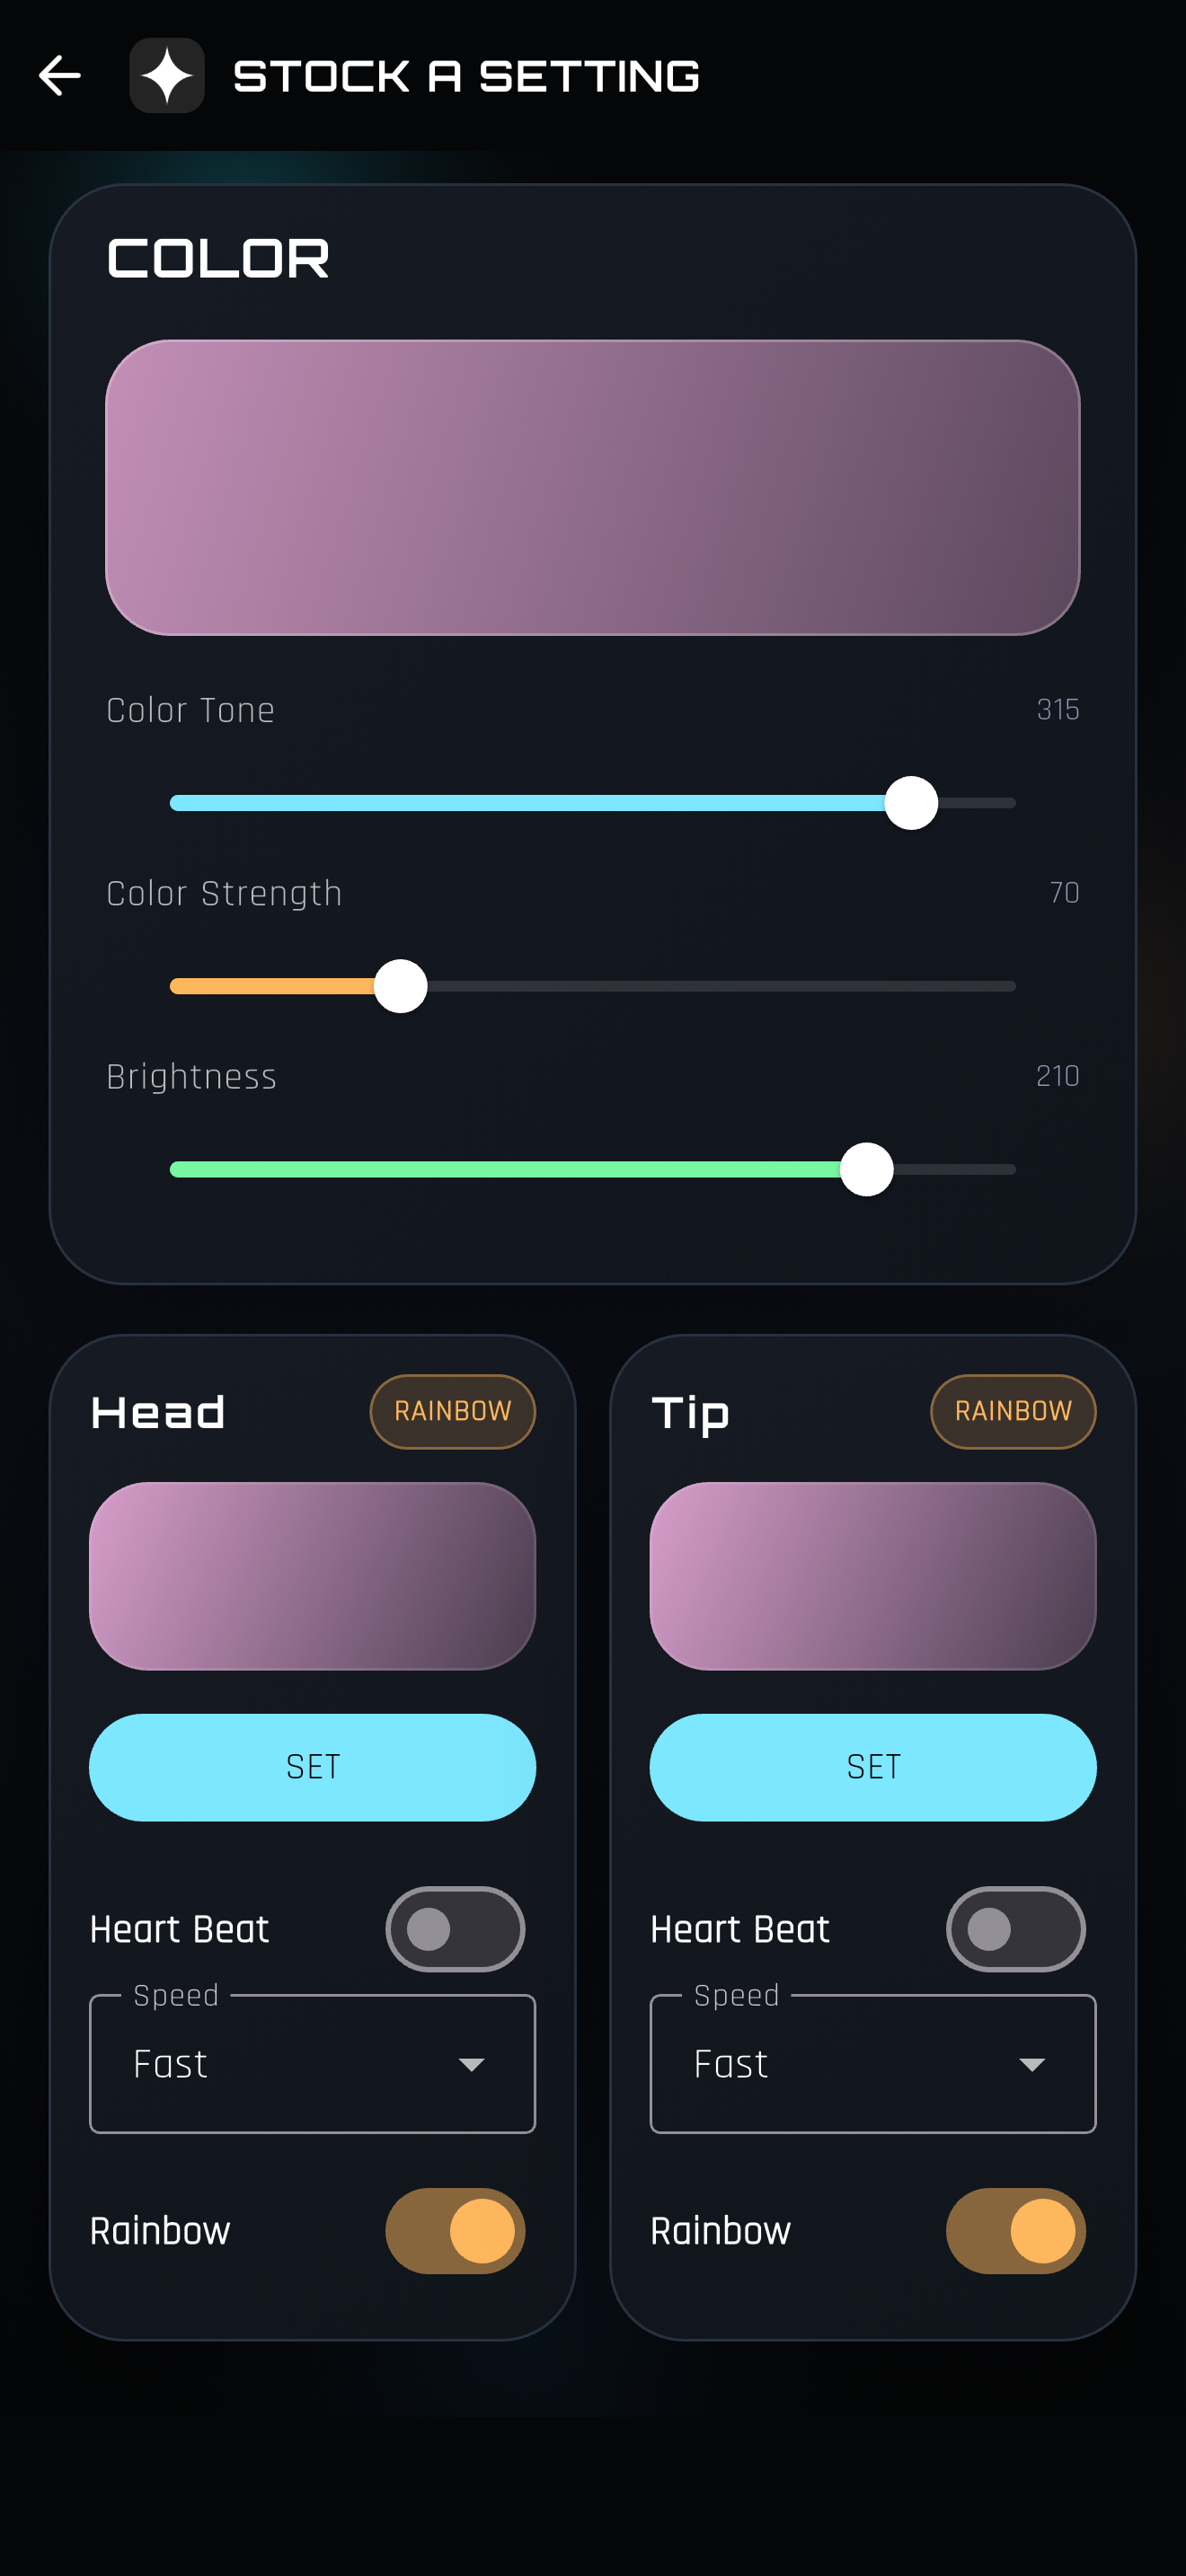 STOCK A SETTING
COLOR
Color Tone 315
Color Strength 70
Brightness 210
Head RAINBOW
SET
Heart Beat
Speed
Fast
Rainbow
Tip RAINBOW
SET
Heart Beat
Speed
Fast
Rainbow